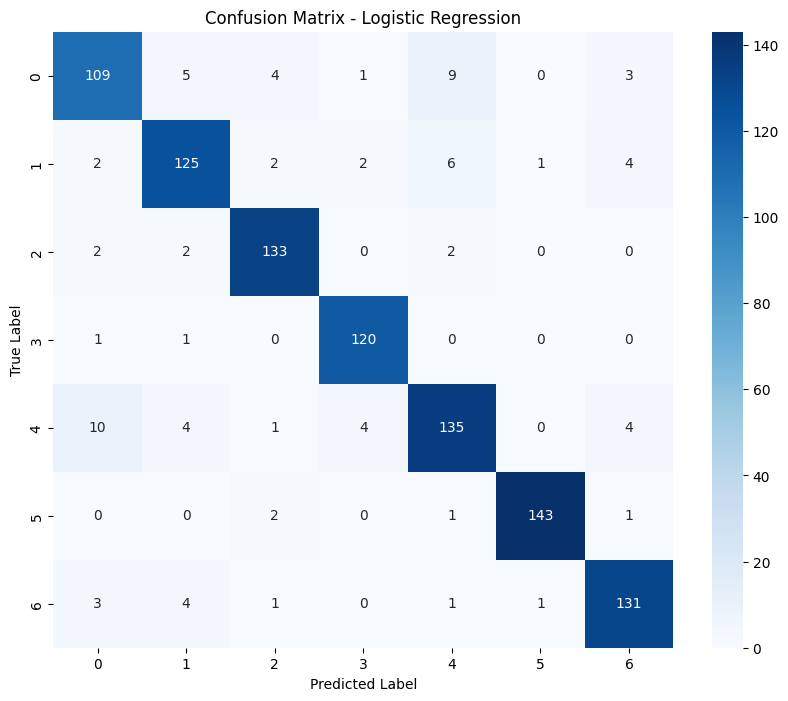 Confusion Matrix - Logistic Regression
0 109 5 4 1 9 0 3
1 2 125 2 2 6 1 4
2 2 2 133 0 2 0 0
3 1 1 0 120 0 0 0
4 10 4 1 4 135 0 4
5 0 0 2 0 1 143 1
6 3 4 1 0 1 1 131
0 1 2 3 4 5 6
True Label
Predicted Label
140
120
100
80
60
40
20
0